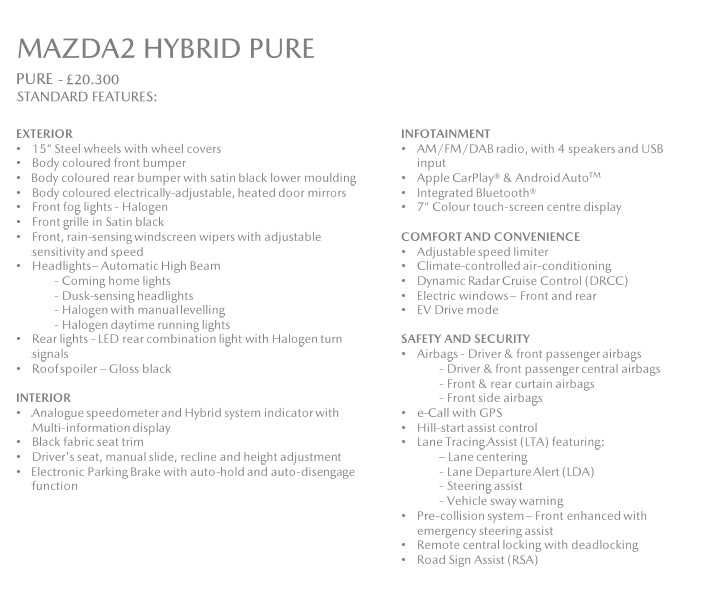 MAZDA2 HYBRID PURE
PURE - £20.300
STANDARD FEATURES:
EXTERIOR
• 15” Steel wheels with wheel covers
• Body coloured front bumper
• Body coloured rear bumper with satin black lower moulding
• Body coloured electrically-adjustable, heated door mirrors
• Front fog lights - Halogen
• Front grille in Satin black
• Front, rain-sensing windscreen wipers with adjustable
sensitivity and speed
• Headlights– Automatic High Beam
- Coming home lights
- Dusk-sensing headlights
- Halogen with manual levelling
- Halogen daytime running lights
• Rear lights - LED rear combination light with Halogen turn
signals
• Roof spoiler – Gloss black
INTERIOR
• Analogue speedometer and Hybrid system indicator with
Multi-information display
• Black fabric seat trim
• Driver's seat, manual slide, recline and height adjustment
• Electronic Parking Brake with auto-hold and auto-disengage
function
INFOTAINMENT
• AM/FM/DAB radio, with 4 speakers and USB
input
• Apple CarPlay® & Android Auto™
• Integrated Bluetooth®
• 7” Colour touch-screen centre display
COMFORT AND CONVENIENCE
• Adjustable speed limiter
• Climate-controlled air-conditioning
• Dynamic Radar Cruise Control (DRCC)
• Electric windows – Front and rear
• EV Drive mode
SAFETY AND SECURITY
• Airbags - Driver & front passenger airbags
- Driver & front passenger central airbags
- Front & rear curtain airbags
- Front side airbags
• e-Call with GPS
• Hill-start assist control
• Lane Tracing Assist (LTA) featuring:
– Lane centering
- Lane Departure Alert (LDA)
- Steering assist
- Vehicle sway warning
• Pre-collision system – Front enhanced with
emergency steering assist
• Remote central locking with deadlocking
• Road Sign Assist (RSA)